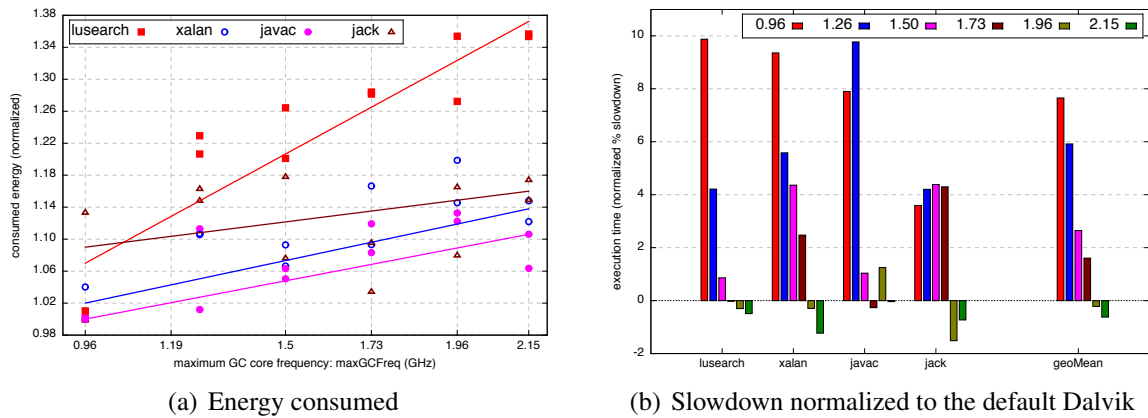 1.38
1.34
1.30
1.26
1.22
1.18
1.14
1.10
1.06
1.02
0.98
consumed energy (normalized)
lusearch xalan javac jack
0.96 1.19 1.5 1.73 1.96 2.15
maximum GC core frequency: maxGCFreq (GHz)
(a) Energy consumed
10
8
6
4
2
0
-2
execution time (normalized % slowdown)
0.96 1.26 1.50 1.73 1.96 2.15
lusearch xalan javac jack geoMean
(b) Slowdown normalized to the default Dalvik